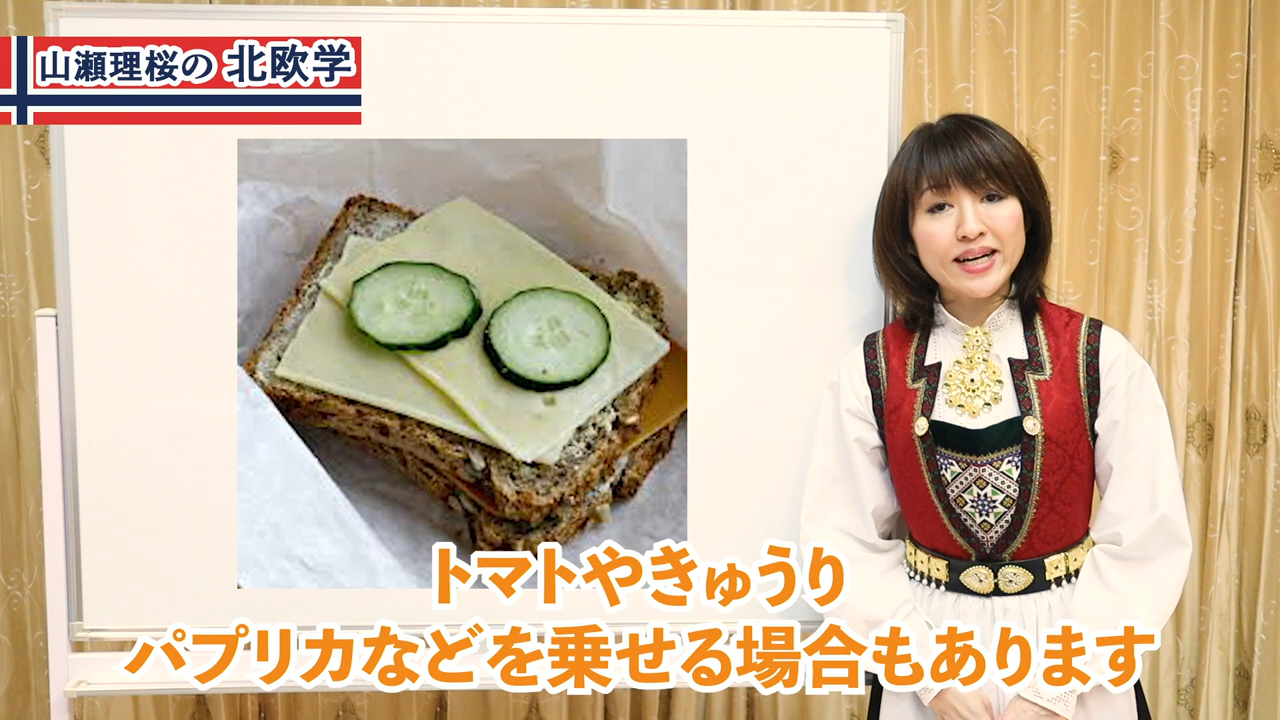 山瀬理桜の北欧学
トマトやきゅうり
パプリカなどを乗せる場合もあります